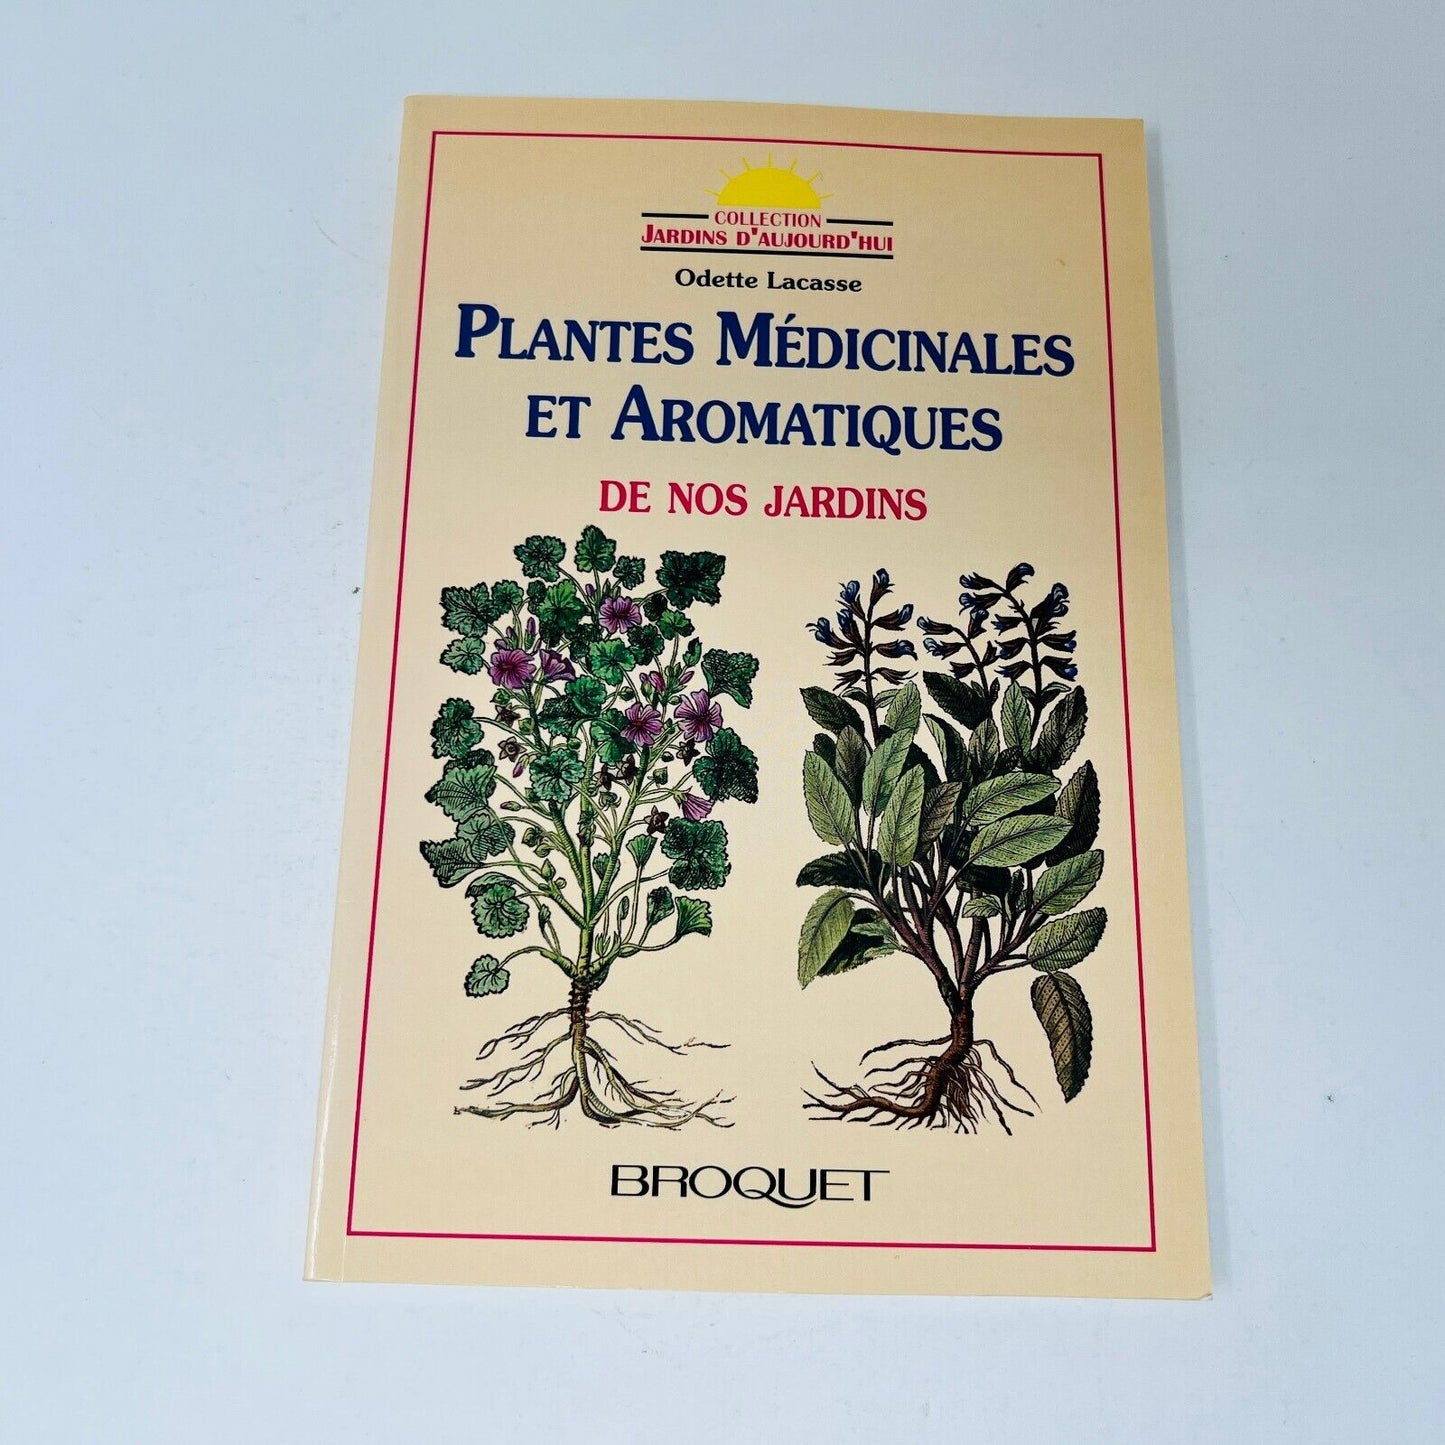 COLLECTION
JARDINS D'AUJOURD'HUI
Odette Lacasse
PLANTES MÉDICINALES
ET AROMATIQUES
DE NOS JARDINS
BROQUET